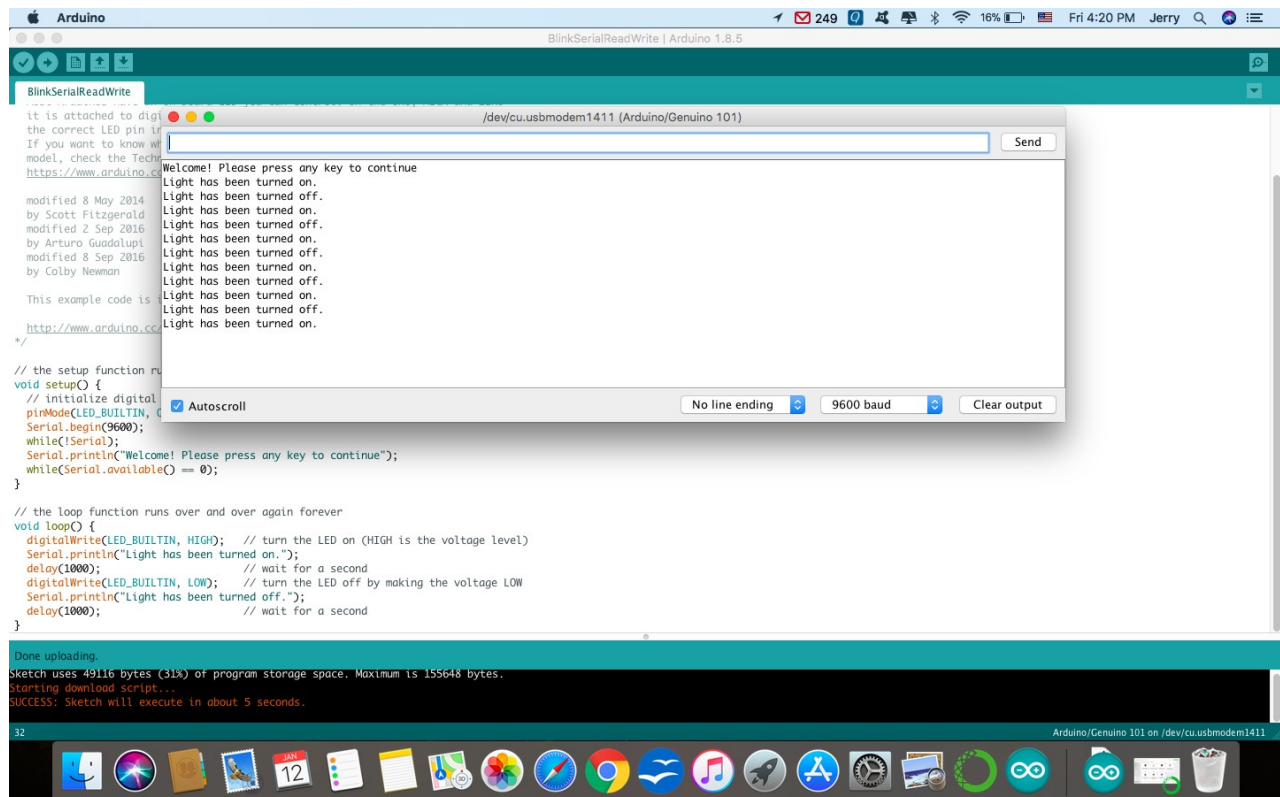 Arduino
249
16%
Fri 4:20 PM
Jerry
BlinkSerialReadWrite | Arduino 1.8.5
BlinkSerialReadWrite
it is attached to digi
the correct LED pin
If you want to know
model, check the Tech
https://www.arduino.cc
modified 8 May 2014
by Scott Fitzgerald
modified 2 Sep 2016
by Arturo Guadalupi
modified 8 Sep 2016
by Colby Newman
This example code is
http://www.arduino.cc/
*/
/dev/cu.usbmodem1411 (Arduino/Genuino 101)
Send
Welcome! Please press any key to continue
Light has been turned on.
Light has been turned off.
Light has been turned on.
Light has been turned off.
Light has been turned on.
Light has been turned off.
Light has been turned on.
Light has been turned off.
Light has been turned on.
Light has been turned off.
Light has been turned on.
Autoscroll
No line ending
9600 baud
Clear output
// the setup function
void setup() {
// initialize digital
pinMode(LED_BUILTIN,
Serial.begin(9600);
while(!Serial);
Serial.println("Welcome! Please press any key to continue");
while(Serial.available() == 0);
}
// the loop function runs over and over again forever
void loop() {
digitalWrite(LED_BUILTIN, HIGH); // turn the LED on (HIGH is the voltage level)
Serial.println("Light has been turned on.");
delay(1000); // wait for a second
digitalWrite(LED_BUILTIN, LOW); // turn the LED off by making the voltage LOW
Serial.println("Light has been turned off.");
delay(1000); // wait for a second
}
Done uploading.
Sketch uses 49116 bytes (31%) of program storage space. Maximum is 155648 bytes.
Starting download script...
SUCCESS: Sketch will execute in about 5 seconds.
32
Arduino/Genuino 101 on /dev/cu.usbmodem1411
JAN
12